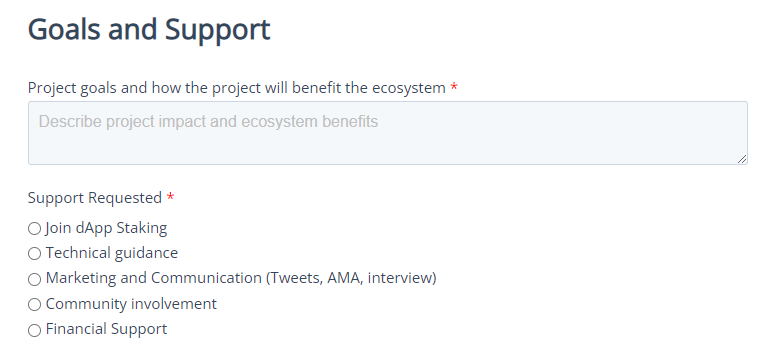 Goals and Support
Project goals and how the project will benefit the ecosystem *
Describe project impact and ecosystem benefits
Support Requested *
Join dApp Staking
Technical guidance
Marketing and Communication (Tweets, AMA, interview)
Community involvement
Financial Support